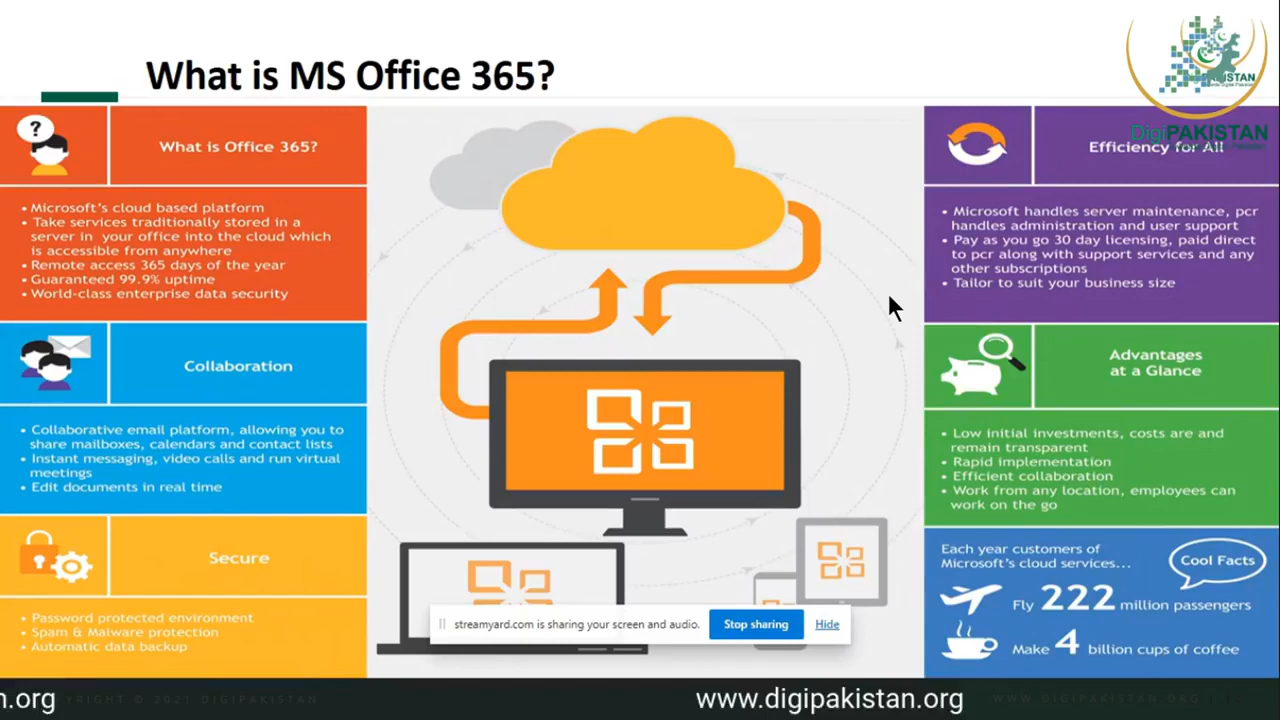 What is MS Office 365?
DigiPAKISTAN
?
What is Office 365?
• Microsoft's cloud based platform
• Take services traditionally stored in a
server in your office into the cloud which
is accessible from anywhere
• Remote access 365 days of the year
• Guaranteed 99.9% uptime
• World-class enterprise data security
Collaboration
• Collaborative email platform, allowing you to
share mailboxes, calendars and contact lists
• Instant messaging, video calls and run virtual
meetings
• Edit documents in real time
Secure
• Password protected environment
• Spam & Malware protection
• Automatic data backup
streamyard.com is sharing your screen and audio.
Stop sharing
Hide
Efficiency for All
• Microsoft handles server maintenance, pcr
handles administration and user support
• Pay as you go 30 day licensing, paid direct
to pcr along with support services and any
other subscriptions
• Tailor to suit your business size
Advantages
at a Glance
• Low initial investments, costs are and
remain transparent
• Rapid implementation
• Efficient collaboration
• Work from any location, employees can
work on the go
Each year customers of
Microsoft's cloud services...
Cool Facts
Fly 222 million passengers
Make 4 billion cups of coffee
n.org
PYRIGHT © 2021 DIGIPAKISTAN
www.digipakistan.org
WWW.DIGIPAKISTAN.ORG